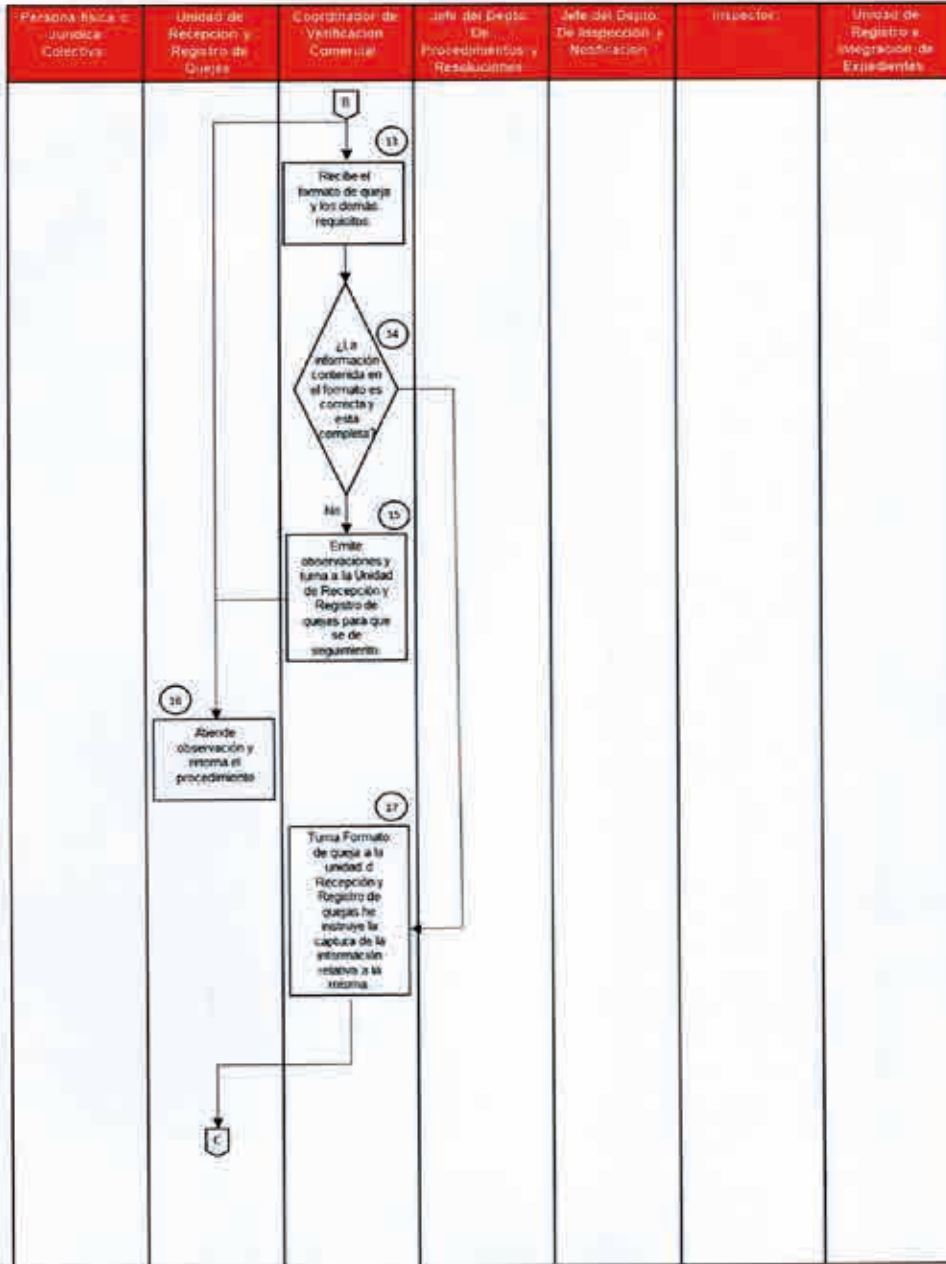 Persona física o
Jurídica
Colectiva
Unidad de
Recepción y
Registro de
Quejas
Coordinador de
Verificación
Comercial
Jefe del Depto.
De
Procedimientos y
Resoluciones
Jefe del Depto.
De Inspección y
Notificación
Inspector
Unidad de
Registro e
Integración de
Expedientes
B
13
Recibe el
formato de queja
y los demás
requisitos
14
¿La
información
contenida en
el formato es
correcta y
está
completa?
No
15
Emite
observaciones y
turna a la Unidad
de Recepción y
Registro de
quejas para que
se de
seguimiento
16
Atiende
observación y
retoma el
procedimiento
17
Turna Formato
de queja a la
unidad d
Recepción y
Registro de
quejas he
instruye la
captura de la
información
relativa a la
misma
C